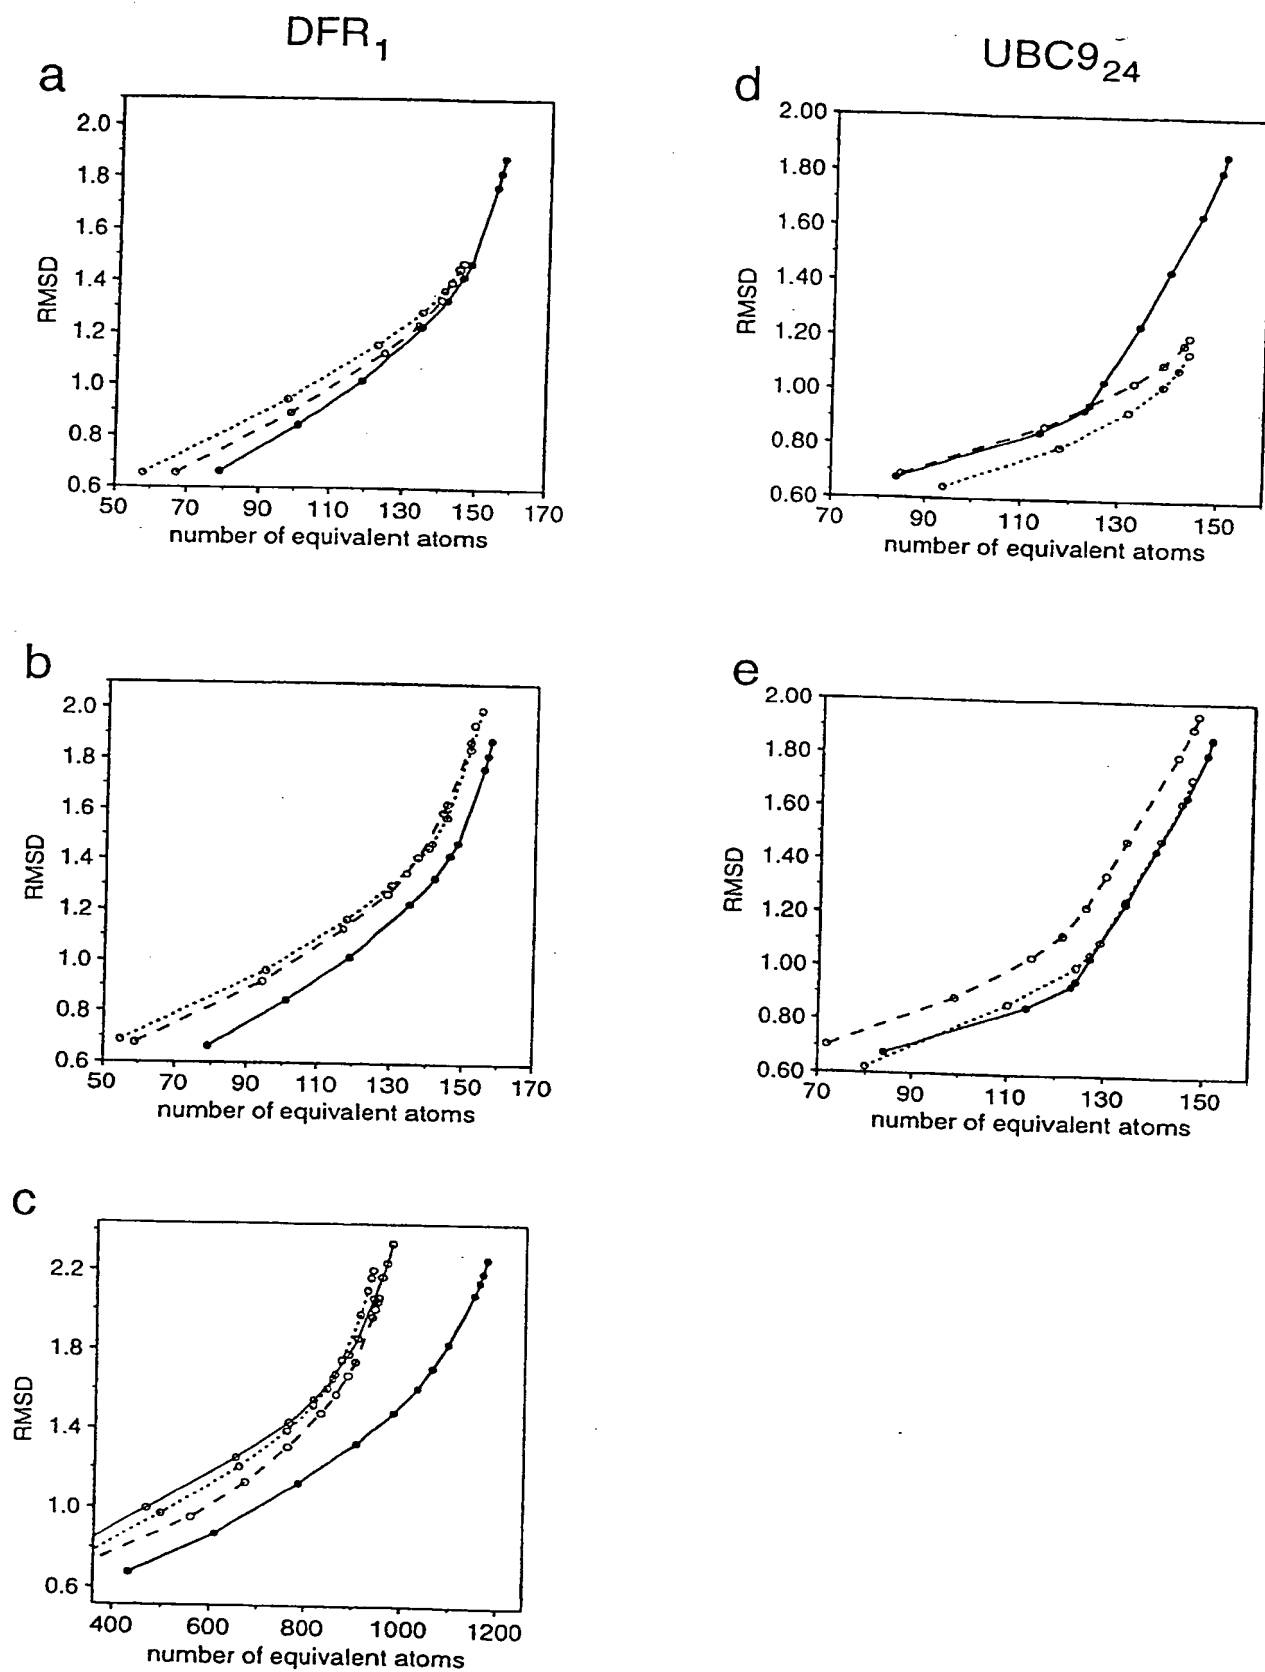 DFR1
UBC924
a
2.0
1.8
1.6
1.4
1.2
1.0
0.8
0.6
RMSD
50 70 90 110 130 150 170
number of equivalent atoms
d
2.00
1.80
1.60
1.40
1.20
1.00
0.80
0.60
RMSD
70 90 110 130 150
number of equivalent atoms
b
2.0
1.8
1.6
1.4
1.2
1.0
0.8
0.6
RMSD
50 70 90 110 130 150 170
number of equivalent atoms
e
2.00
1.80
1.60
1.40
1.20
1.00
0.80
0.60
RMSD
70 90 110 130 150
number of equivalent atoms
c
2.2
1.8
1.4
1.0
0.6
RMSD
400 600 800 1000 1200
number of equivalent atoms